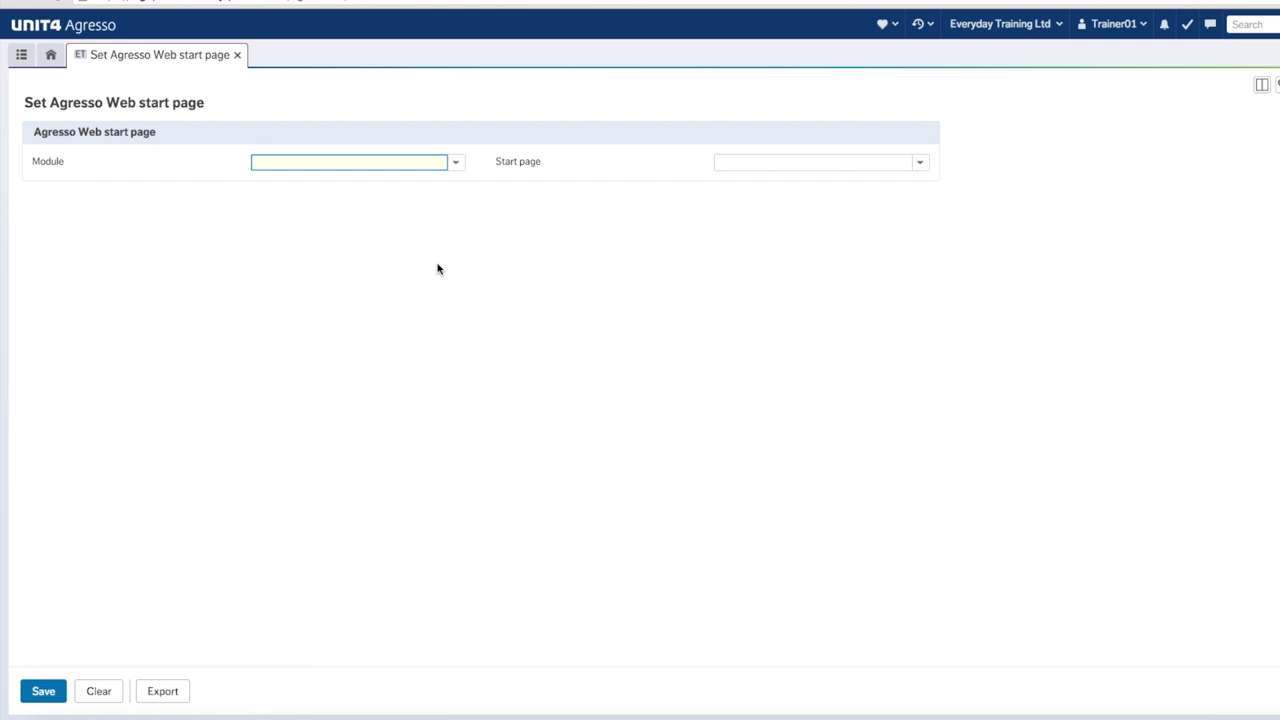 UNIT4 Agresso
Everyday Training Ltd
Trainer01
Search
ET Set Agresso Web start page
Set Agresso Web start page
Agresso Web start page
Module
Start page
Save
Clear
Export